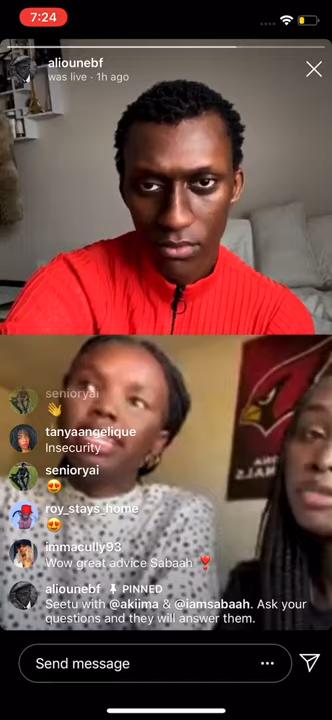 7:24
aliounebf
was live · 1h ago
senioryai
👋
tanyaangelique
Insecurity
senioryai
😍
roy_stays_home
😍
immacully93
Wow great advice Sabaah ❣️
aliounebf PINNED
Seetu with @akiima & @iamsabaah. Ask your
questions and they will answer them.
Send message